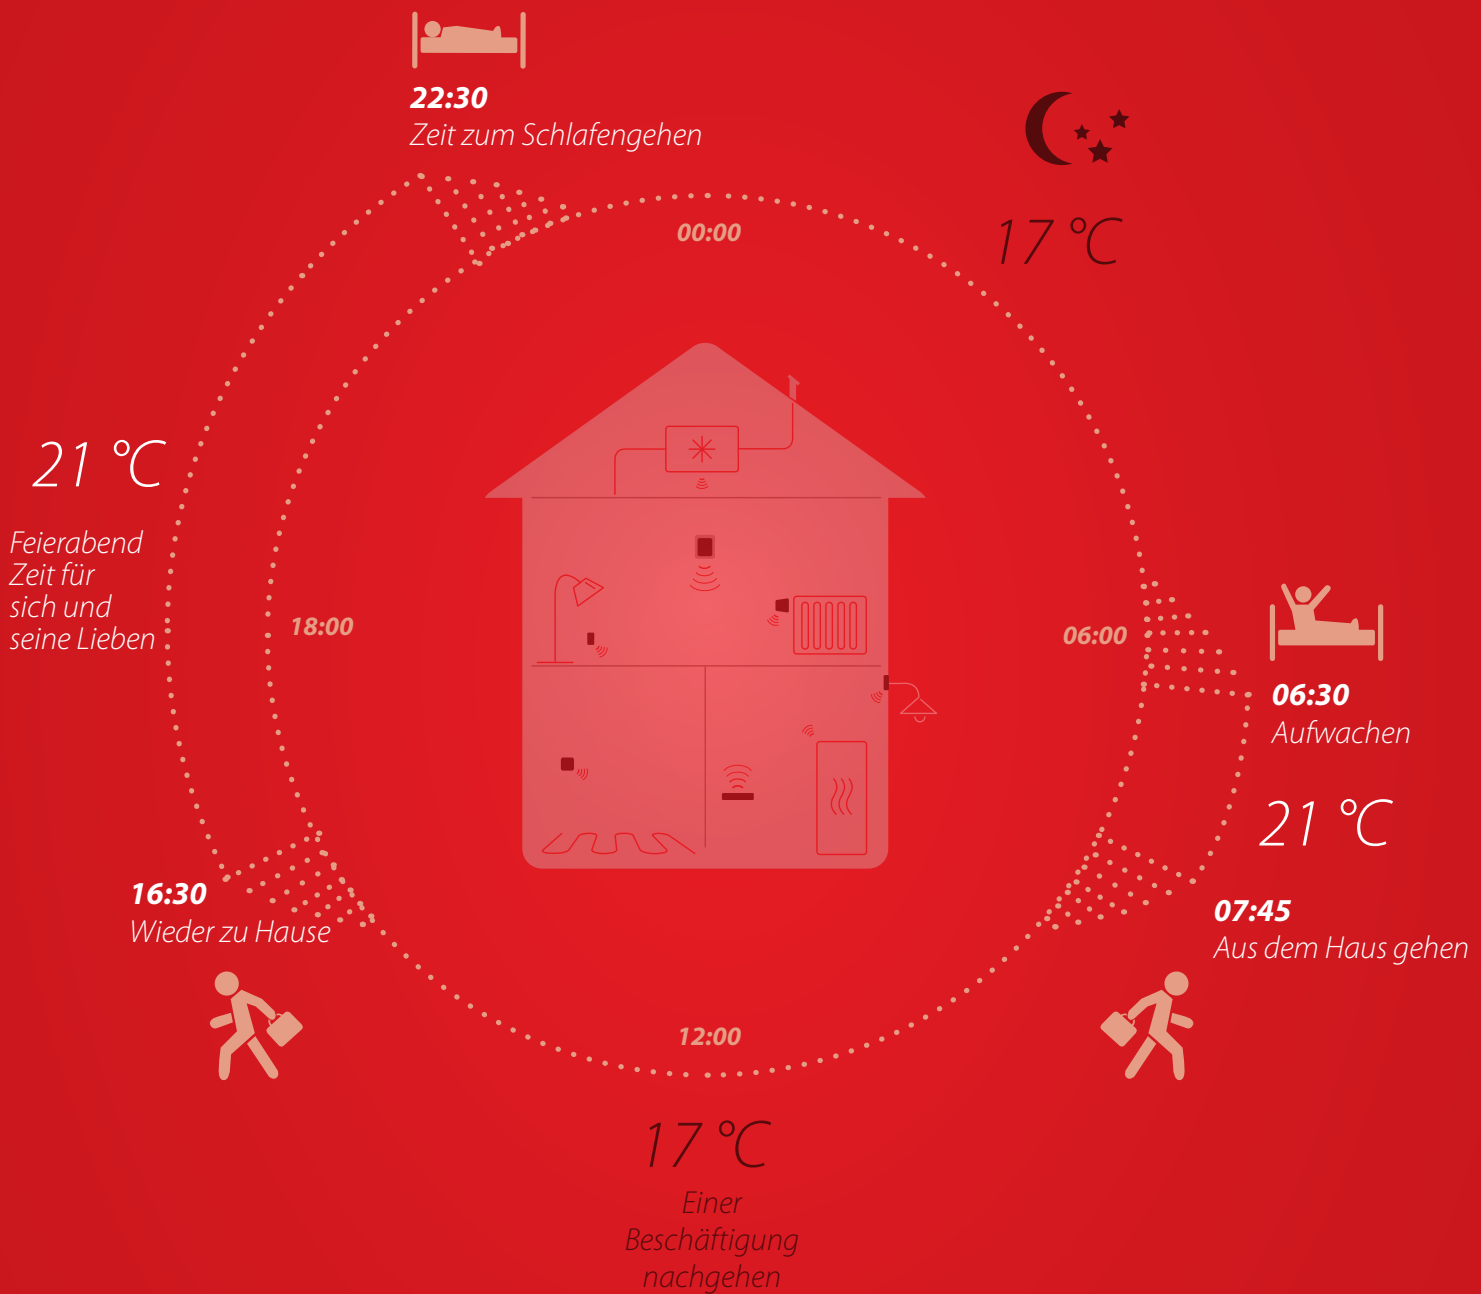 22:30
Zeit zum Schlafengehen
17 °C
00:00
21 °C
Feierabend
Zeit für
sich und
seine Lieben
18:00
06:00
06:30
Aufwachen
21 °C
07:45
Aus dem Haus gehen
16:30
Wieder zu Hause
12:00
17 °C
Einer
Beschäftigung
nachgehen